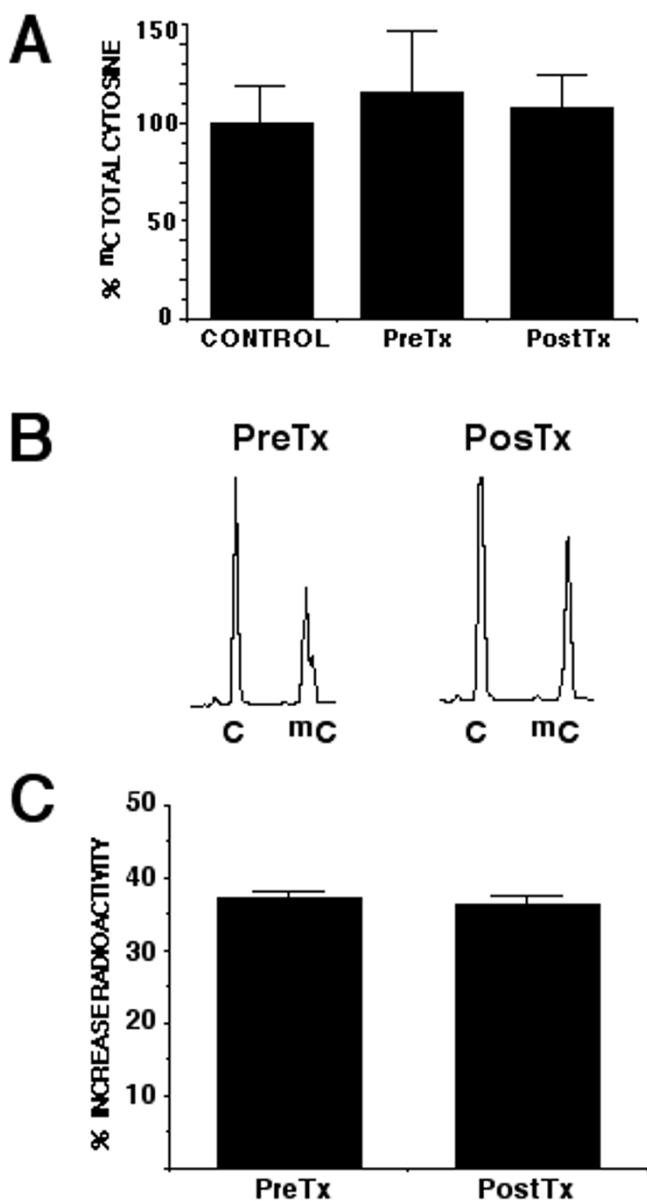 A
% mC TOTAL CYTOSINE
150
100
50
0
CONTROL PreTx PostTx
B
PreTx PosTx
C mC C mC
C
% INCREASE RADIOACTIVITY
50
40
30
20
10
PreTx PostTx